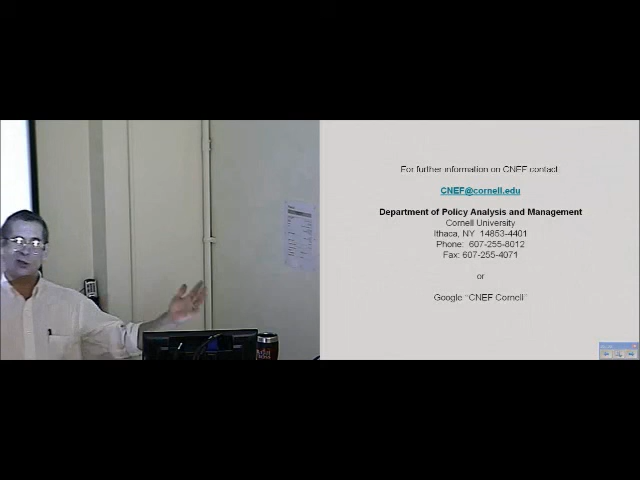 For further information on CNEF contact
CNEF@cornell.edu
Department of Policy Analysis and Management
Cornell University
Ithaca, NY 14853-4401
Phone: 607-255-8012
Fax: 607-255-4071
or
Google "CNEF Cornell"